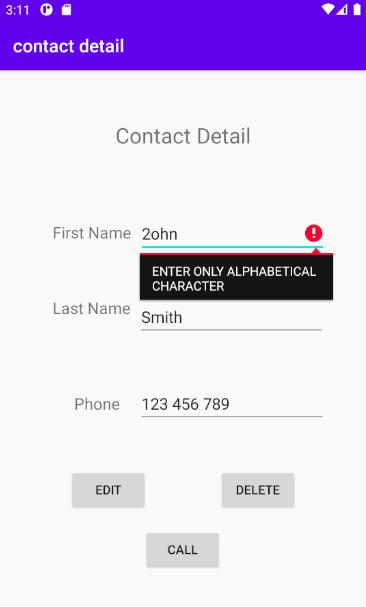 3:11
contact detail
Contact Detail
First Name 2ohn
ENTER ONLY ALPHABETICAL
CHARACTER
Last Name Smith
Phone 123 456 789
EDIT DELETE
CALL